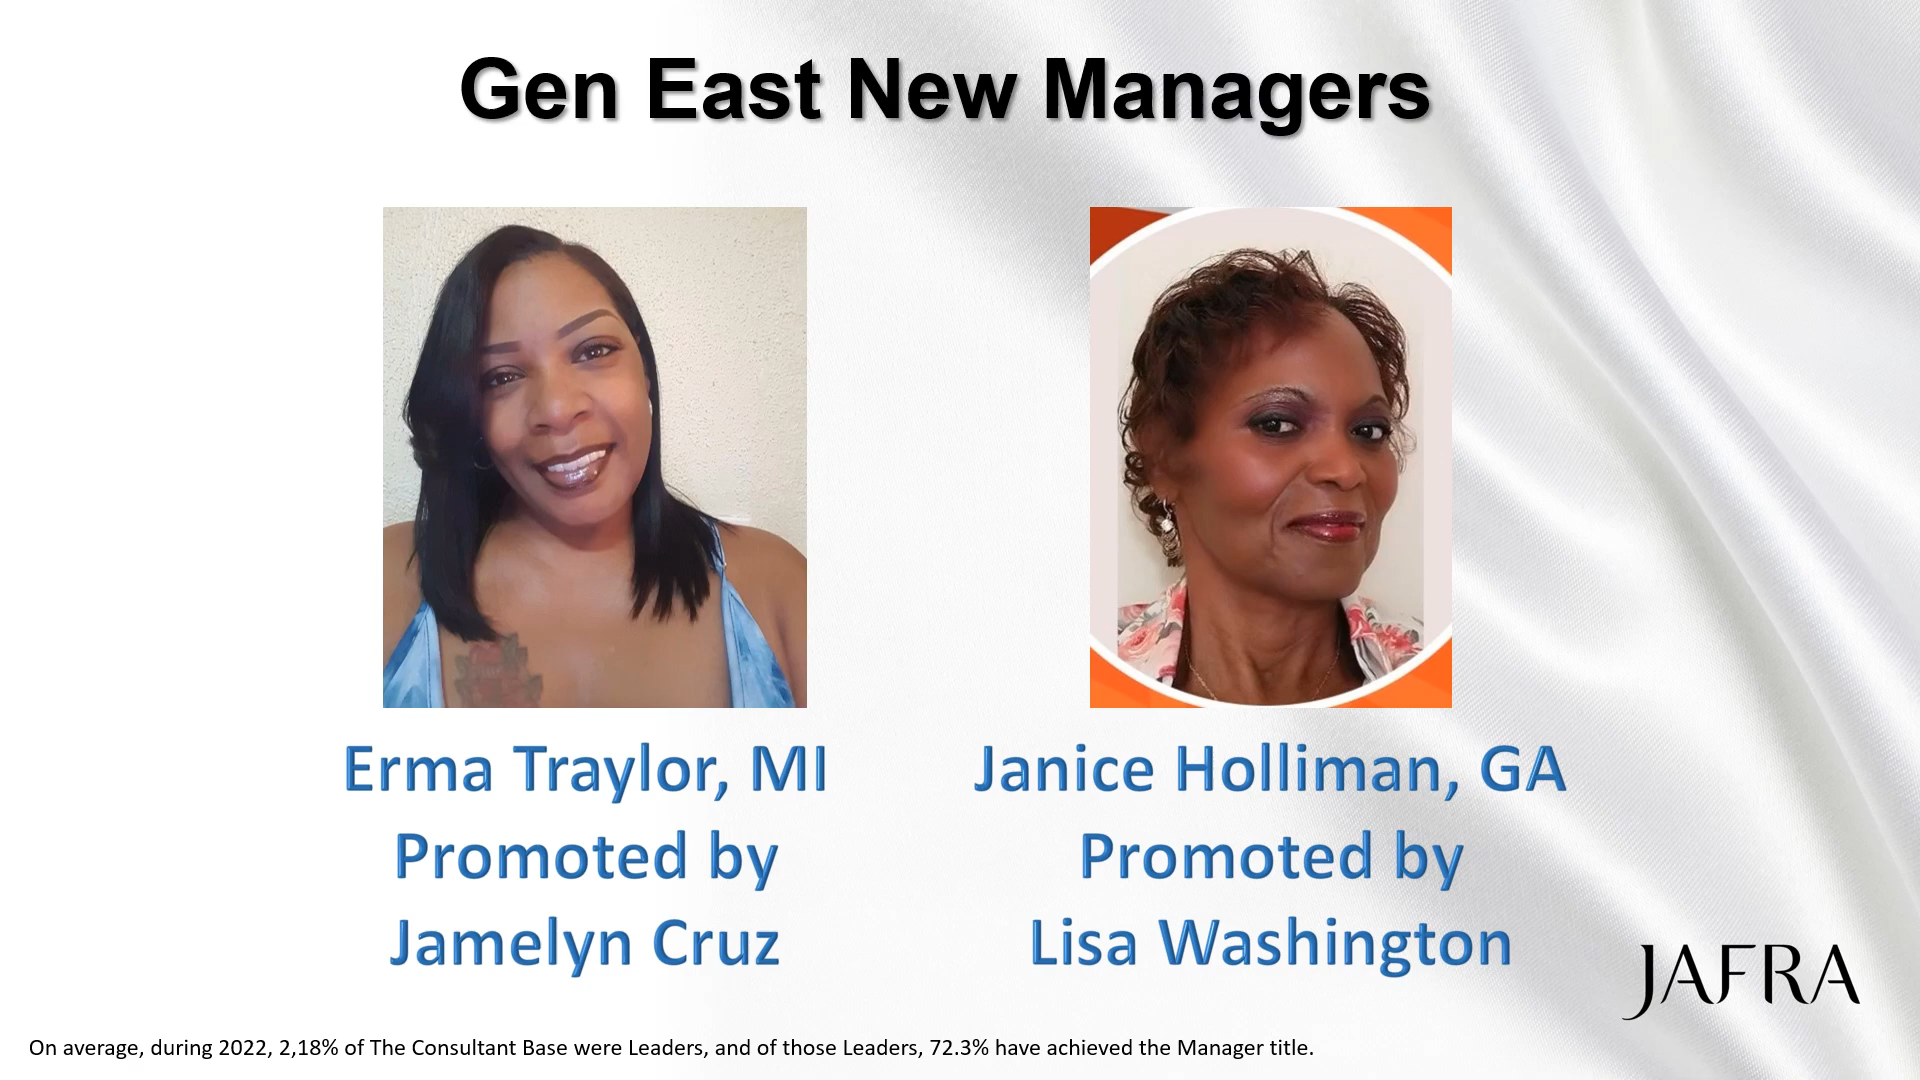 Gen East New Managers
Erma Traylor, MI
Promoted by
Jamelyn Cruz
Janice Holliman, GA
Promoted by
Lisa Washington
JAFRA
On average, during 2022, 2,18% of The Consultant Base were Leaders, and of those Leaders, 72.3% have achieved the Manager title.